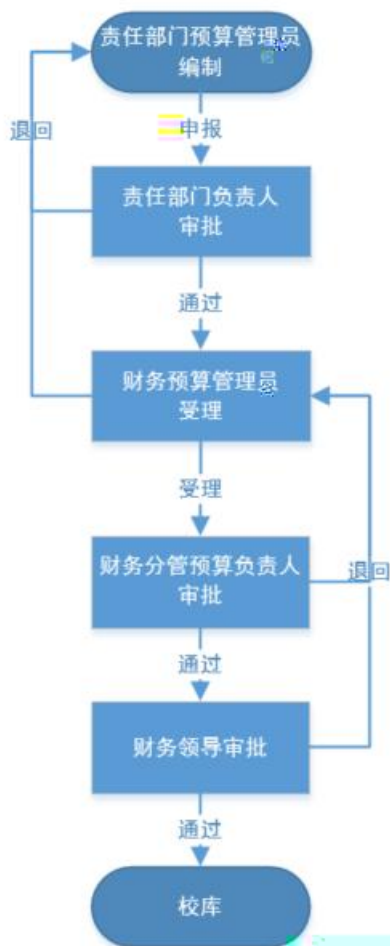 责任部门预算管理员
编制
退回
申报
责任部门负责人
审批
通过
财务预算管理员
受理
受理
财务分管预算负责人
审批
退回
通过
财务领导审批
通过
校库